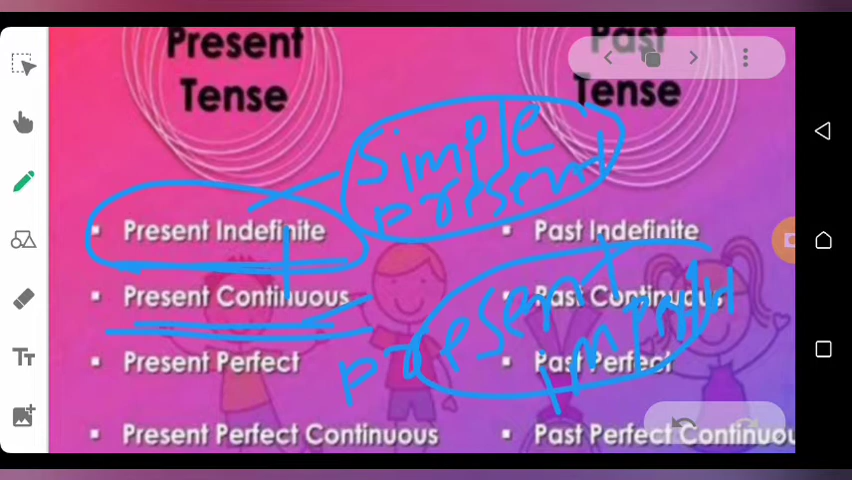 Present
Tense
Past
Tense
Simple
present
Present Indefinite
Past Indefinite
Present Continuous
Past Continuous
present
Present Perfect
Past Perfect
Present Perfect Continuous
Past Perfect Continuou
Tт